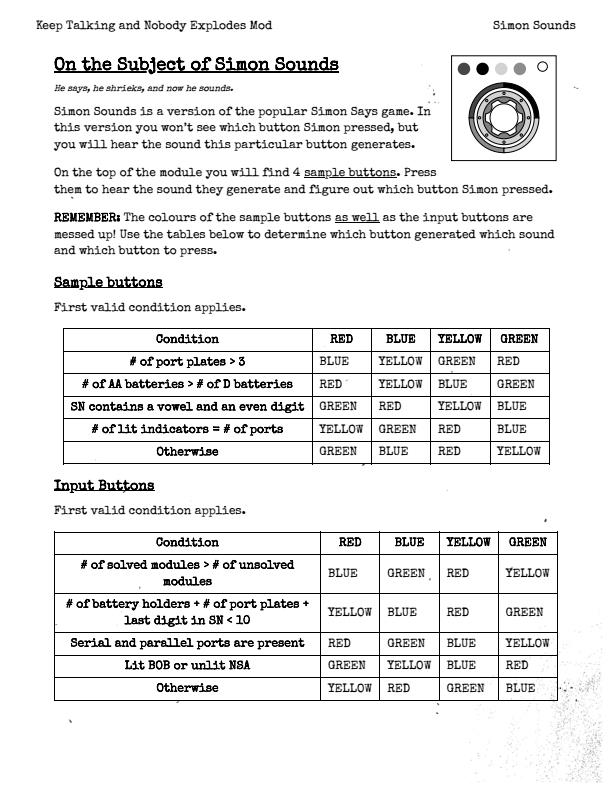 Keep Talking and Nobody Explodes Mod Simon Sounds
On the Subject of Simon Sounds
He says, he shrieks, and now he sounds.
Simon Sounds is a version of the popular Simon Says game. In
this version you won't see which button Simon pressed, but
you will hear the sound this particular button generates.
On the top of the module you will find 4 sample buttons. Press
them to hear the sound they generate and figure out which button Simon pressed.
REMEMBER: The colours of the sample buttons as well as the input buttons are
messed up! Use the tables below to determine which button generated which sound
and which button to press.
Sample buttons
First valid condition applies.
Condition RED BLUE YELLOW GREEN
# of port plates > 3 BLUE YELLOW GREEN RED
# of AA batteries > # of D batteries RED YELLOW BLUE GREEN
SN contains a vowel and an even digit GREEN RED YELLOW BLUE
# of lit indicators = # of ports YELLOW GREEN RED BLUE
Otherwise GREEN BLUE RED YELLOW
Input Buttons
First valid condition applies.
Condition RED BLUE YELLOW GREEN
# of solved modules > # of unsolved
modules BLUE GREEN RED YELLOW
# of battery holders + # of port plates +
last digit in SN < 10 YELLOW BLUE RED GREEN
Serial and parallel ports are present RED GREEN BLUE YELLOW
Lit BOB or unlit NSA GREEN YELLOW BLUE RED
Otherwise YELLOW RED GREEN BLUE